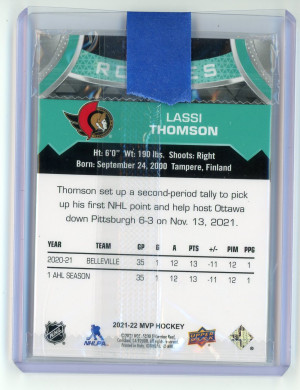 LASSI
THOMSON
Ht: 6'0" Wt: 190 lbs. Shoots: Right
Born: September 24, 2000 Tampere, Finland
Thomson set up a second-period tally to pick
up his first NHL point and help host Ottawa
down Pittsburgh 6-3 on Nov. 13, 2021.
YEAR TEAM GP G A PTS +/- PIM PPG
2020-21 BELLEVILLE 35 1 12 13 -11 12 1
1 AHL SEASON 35 1 12 13 -11 12 1
2021-22 MVP HOCKEY
NHL
NHLPA